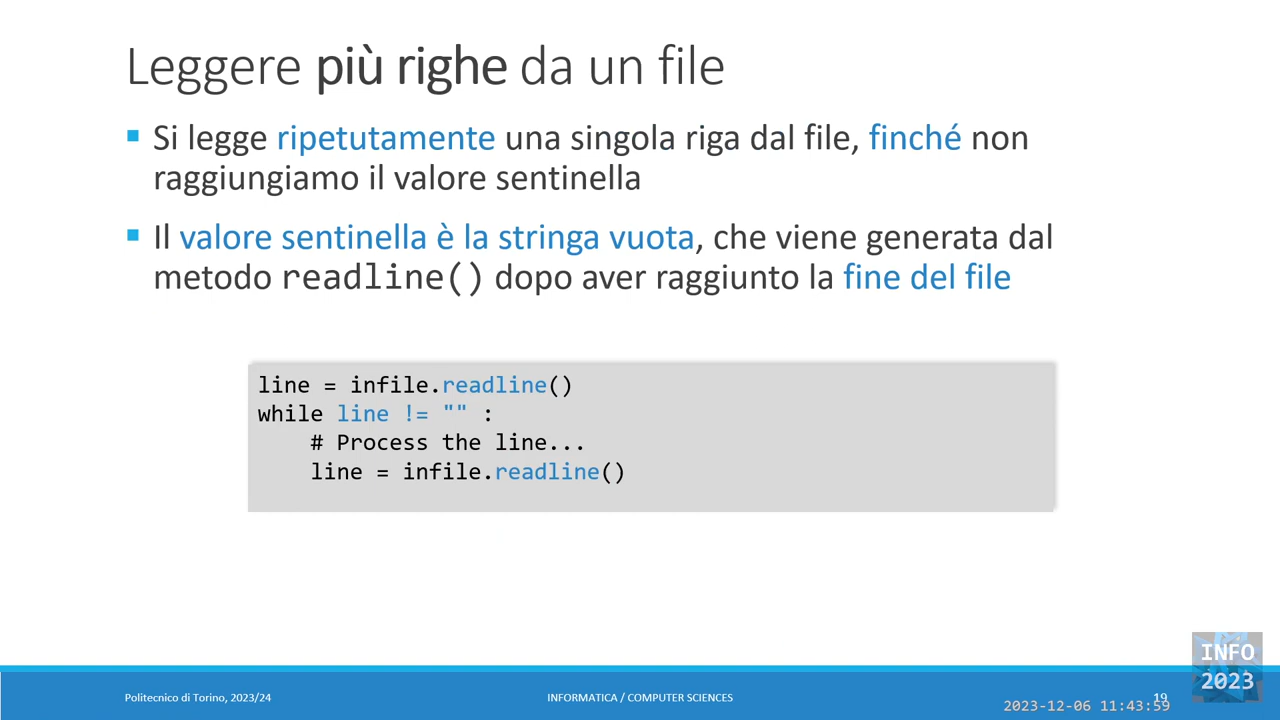 Leggere più righe da un file
Si legge ripetutamente una singola riga dal file, finché non
raggiungiamo il valore sentinella
Il valore sentinella è la stringa vuota, che viene generata dal
metodo readline() dopo aver raggiunto la fine del file
line = infile.readline()
while line != "" :
    # Process the line...
    line = infile.readline()
Politecnico di Torino, 2023/24
INFORMATICA / COMPUTER SCIENCES
19
INFO
2023
2023-12-06 11:43:59